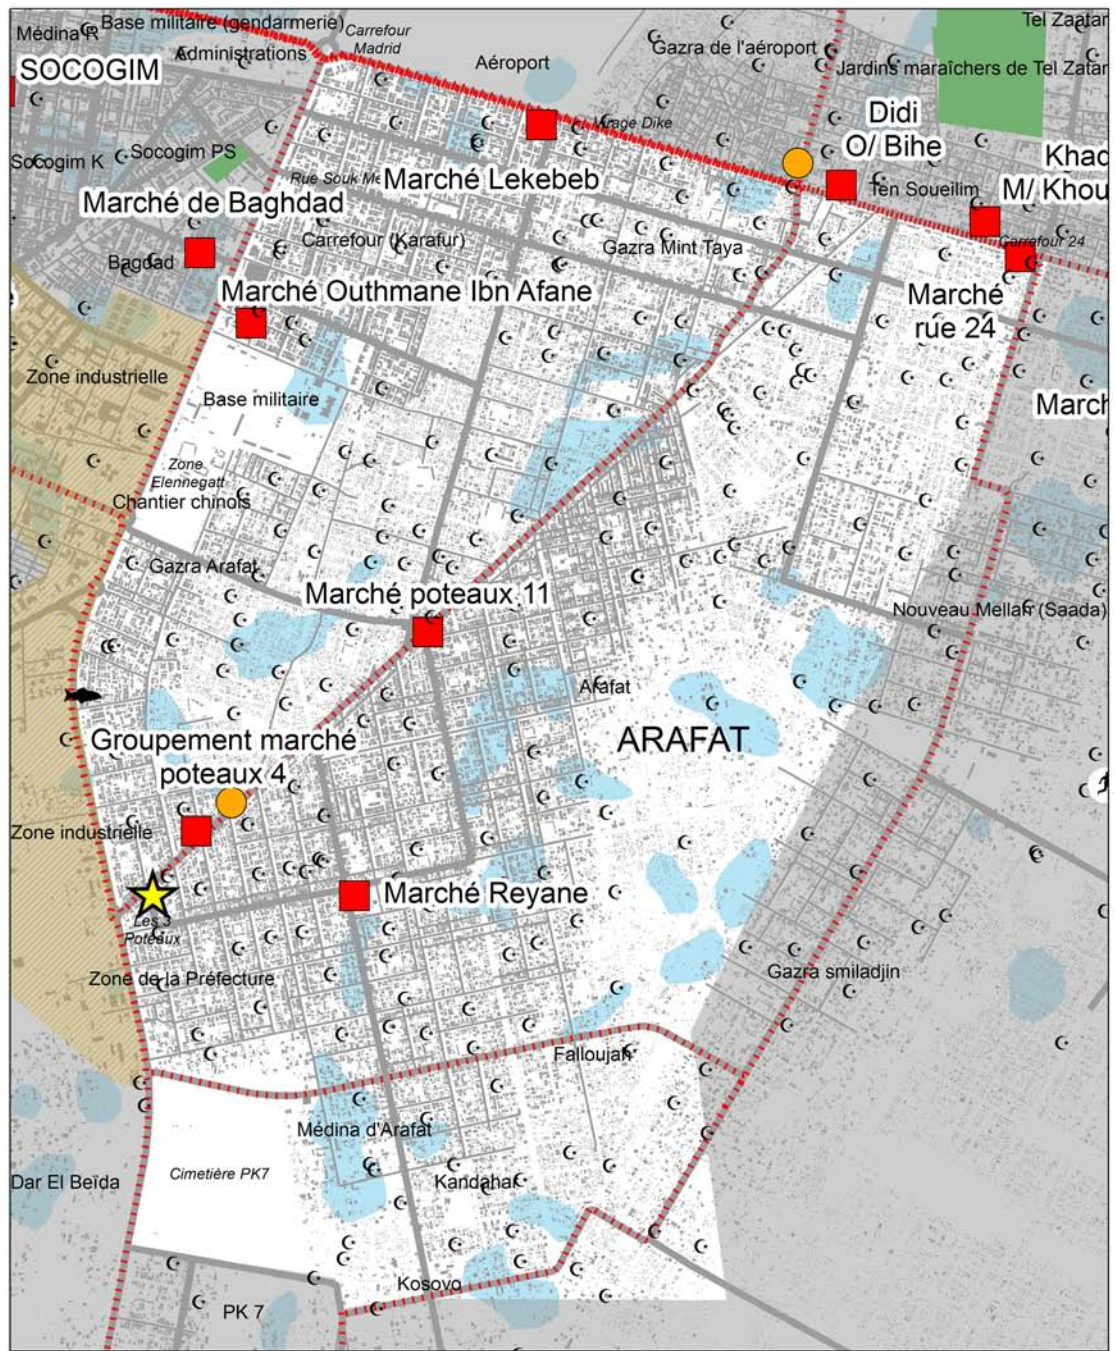 Base militaire (gendarmerie)
Médina R
Carrefour
Madrid
Administrations
Tel Zaatar
Gazra de l'aéroport
Aéroport
SOCOGIM
Jardins maraîchers de Tel Zatar
Didi
O/ Bihe
Mirage Dike
Socogim K
Socogim PS
Khad
Rue Souk Me
Marché Lekebeb
Ten Soueilim
M/ Khou
Marché de Baghdad
Carrefour (Karafur)
Gazra Mint Taya
Carrefour 24
Bagdad
Marché Outhmane Ibn Afane
Marché
rue 24
Zone industrielle
Base militaire
March
Zone
Elennegatt
Chantier chinois
Gazra Arafat
Marché poteaux 11
Nouveau Mellah (Saada)
Arafat
ARAFAT
Groupement marché
poteaux 4
Zone industrielle
Marché Reyane
Les 3
Poteaux
Zone de la Préfecture
Gazra smiladjin
Falloujah
Médina d'Arafat
Cimetière PK7
Dar El Beïda
Kandahar
Kosovo
PK 7